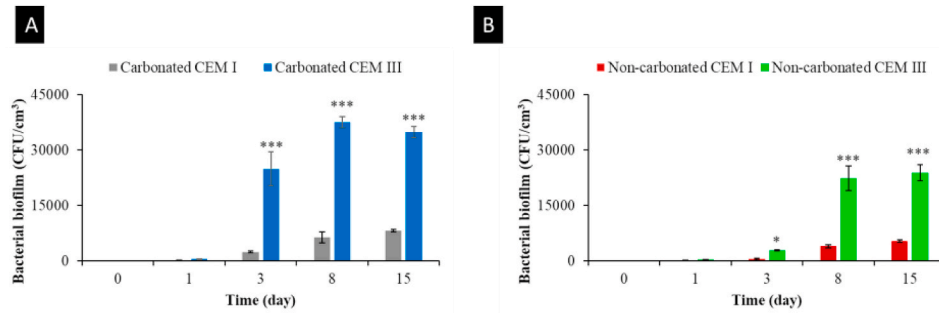 A
Carbonated CEM I Carbonated CEM III
Bacterial biofilm (CFU/cm³)
45000
***
***
***
30000
15000
0
0 1 3 8 15
Time (day)
B
Non-carbonated CEM I Non-carbonated CEM III
Bacterial biofilm (CFU/cm³)
45000
30000
***
***
15000
*
0
0 1 3 8 15
Time (day)